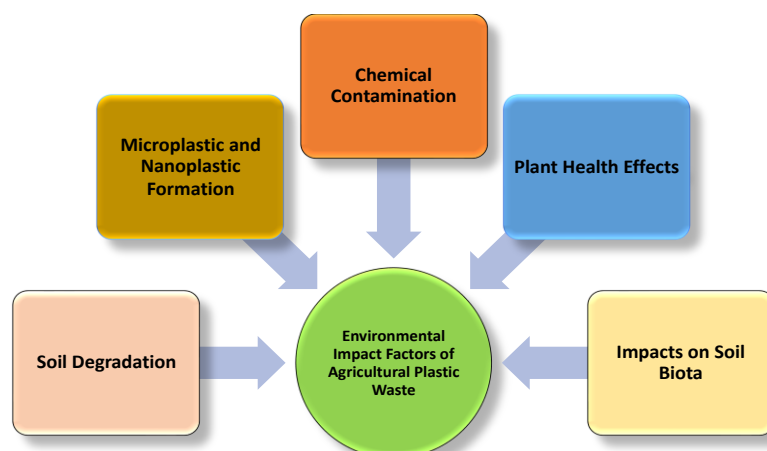 Chemical
Contamination
Microplastic and
Nanoplastic
Formation
Plant Health Effects
Soil Degradation
Environmental
Impact Factors of
Agricultural Plastic
Waste
Impacts on Soil
Biota